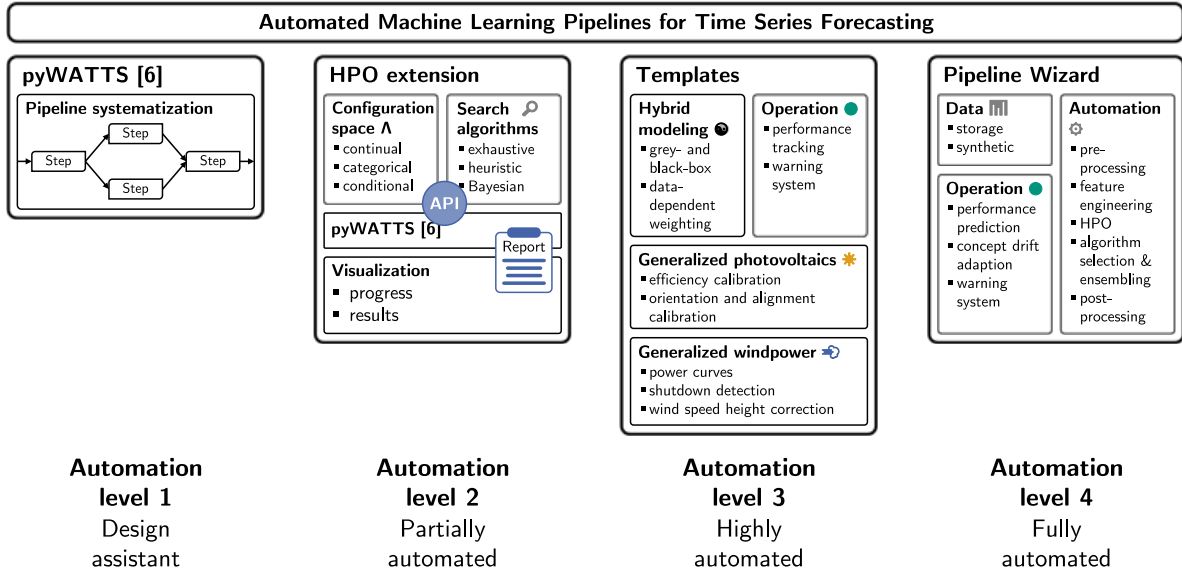 Automated Machine Learning Pipelines for Time Series Forecasting
pyWATTS [6]
Pipeline systematization
Step
Step
Step
Step
HPO extension
Configuration
space Λ
▪ continual
▪ categorical
▪ conditional
Search
algorithms
▪ exhaustive
▪ heuristic
▪ Bayesian
API
pyWATTS [6]
Report
Visualization
▪ progress
▪ results
Templates
Hybrid
modeling
▪ grey- and
black-box
▪ data-
dependent
weighting
Operation
▪ performance
tracking
▪ warning
system
Generalized photovoltaics
▪ efficiency calibration
▪ orientation and alignment
calibration
Generalized windpower
▪ power curves
▪ shutdown detection
▪ wind speed height correction
Pipeline Wizard
Data
▪ storage
▪ synthetic
Operation
▪ performance
prediction
▪ concept drift
adaption
▪ warning
system
Automation
▪ pre-
processing
▪ feature
engineering
▪ HPO
▪ algorithm
selection &
ensembling
▪ post-
processing
Automation
level 1
Design
assistant
Automation
level 2
Partially
automated
Automation
level 3
Highly
automated
Automation
level 4
Fully
automated